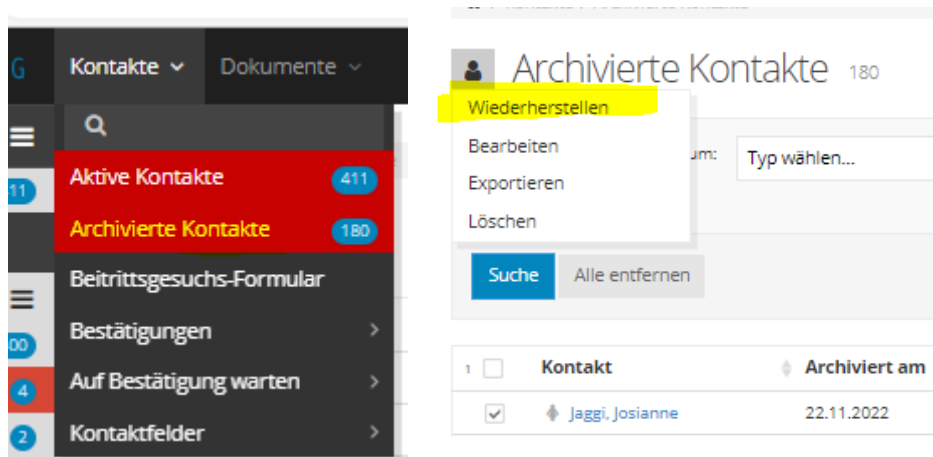 G
Kontakte
Dokumente
Aktive Kontakte 411
Archivierte Kontakte 180
Beitrittsgesuchs-Formular
Bestätigungen
Auf Bestätigung warten
4
Kontaktfelder
2
Archivierte Kontakte 180
Wiederherstellen
Bearbeiten
um: Typ wählen...
Exportieren
Löschen
Suche Alle entfernen
1 Kontakt Archiviert am
Jaggi, Josianne 22.11.2022